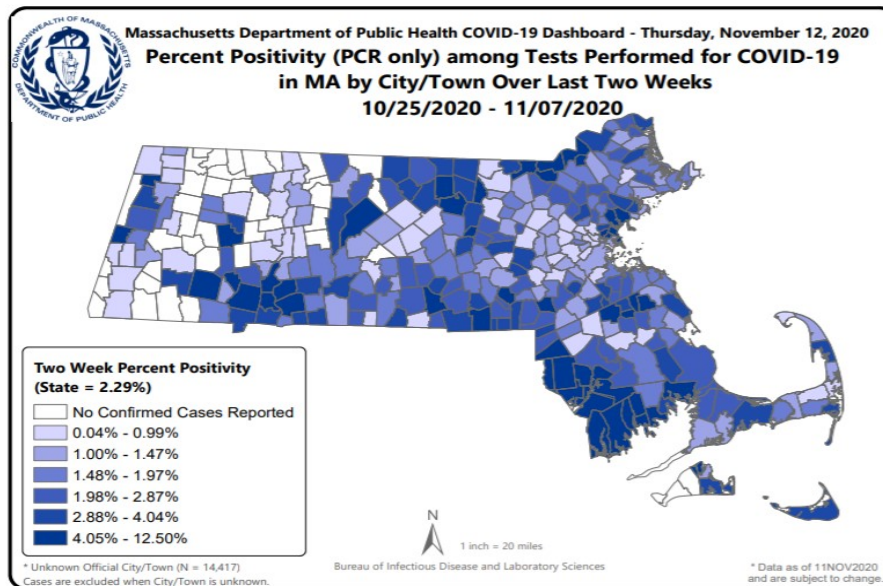 COMMONWEALTH OF MASSACHUSETTS
DEPARTMENT OF PUBLIC HEALTH
Massachusetts Department of Public Health COVID-19 Dashboard - Thursday, November 12, 2020
Percent Positivity (PCR only) among Tests Performed for COVID-19
in MA by City/Town Over Last Two Weeks
10/25/2020 - 11/07/2020
Two Week Percent Positivity
(State = 2.29%)
No Confirmed Cases Reported
0.04% - 0.99%
1.00% - 1.47%
1.48% - 1.97%
1.98% - 2.87%
2.88% - 4.04%
4.05% - 12.50%
N
1 inch = 20 miles
* Unknown Official City/Town (N = 14,417)
Cases are excluded when City/Town is unknown.
Bureau of Infectious Disease and Laboratory Sciences
* Data as of 11NOV2020
and are subject to change.